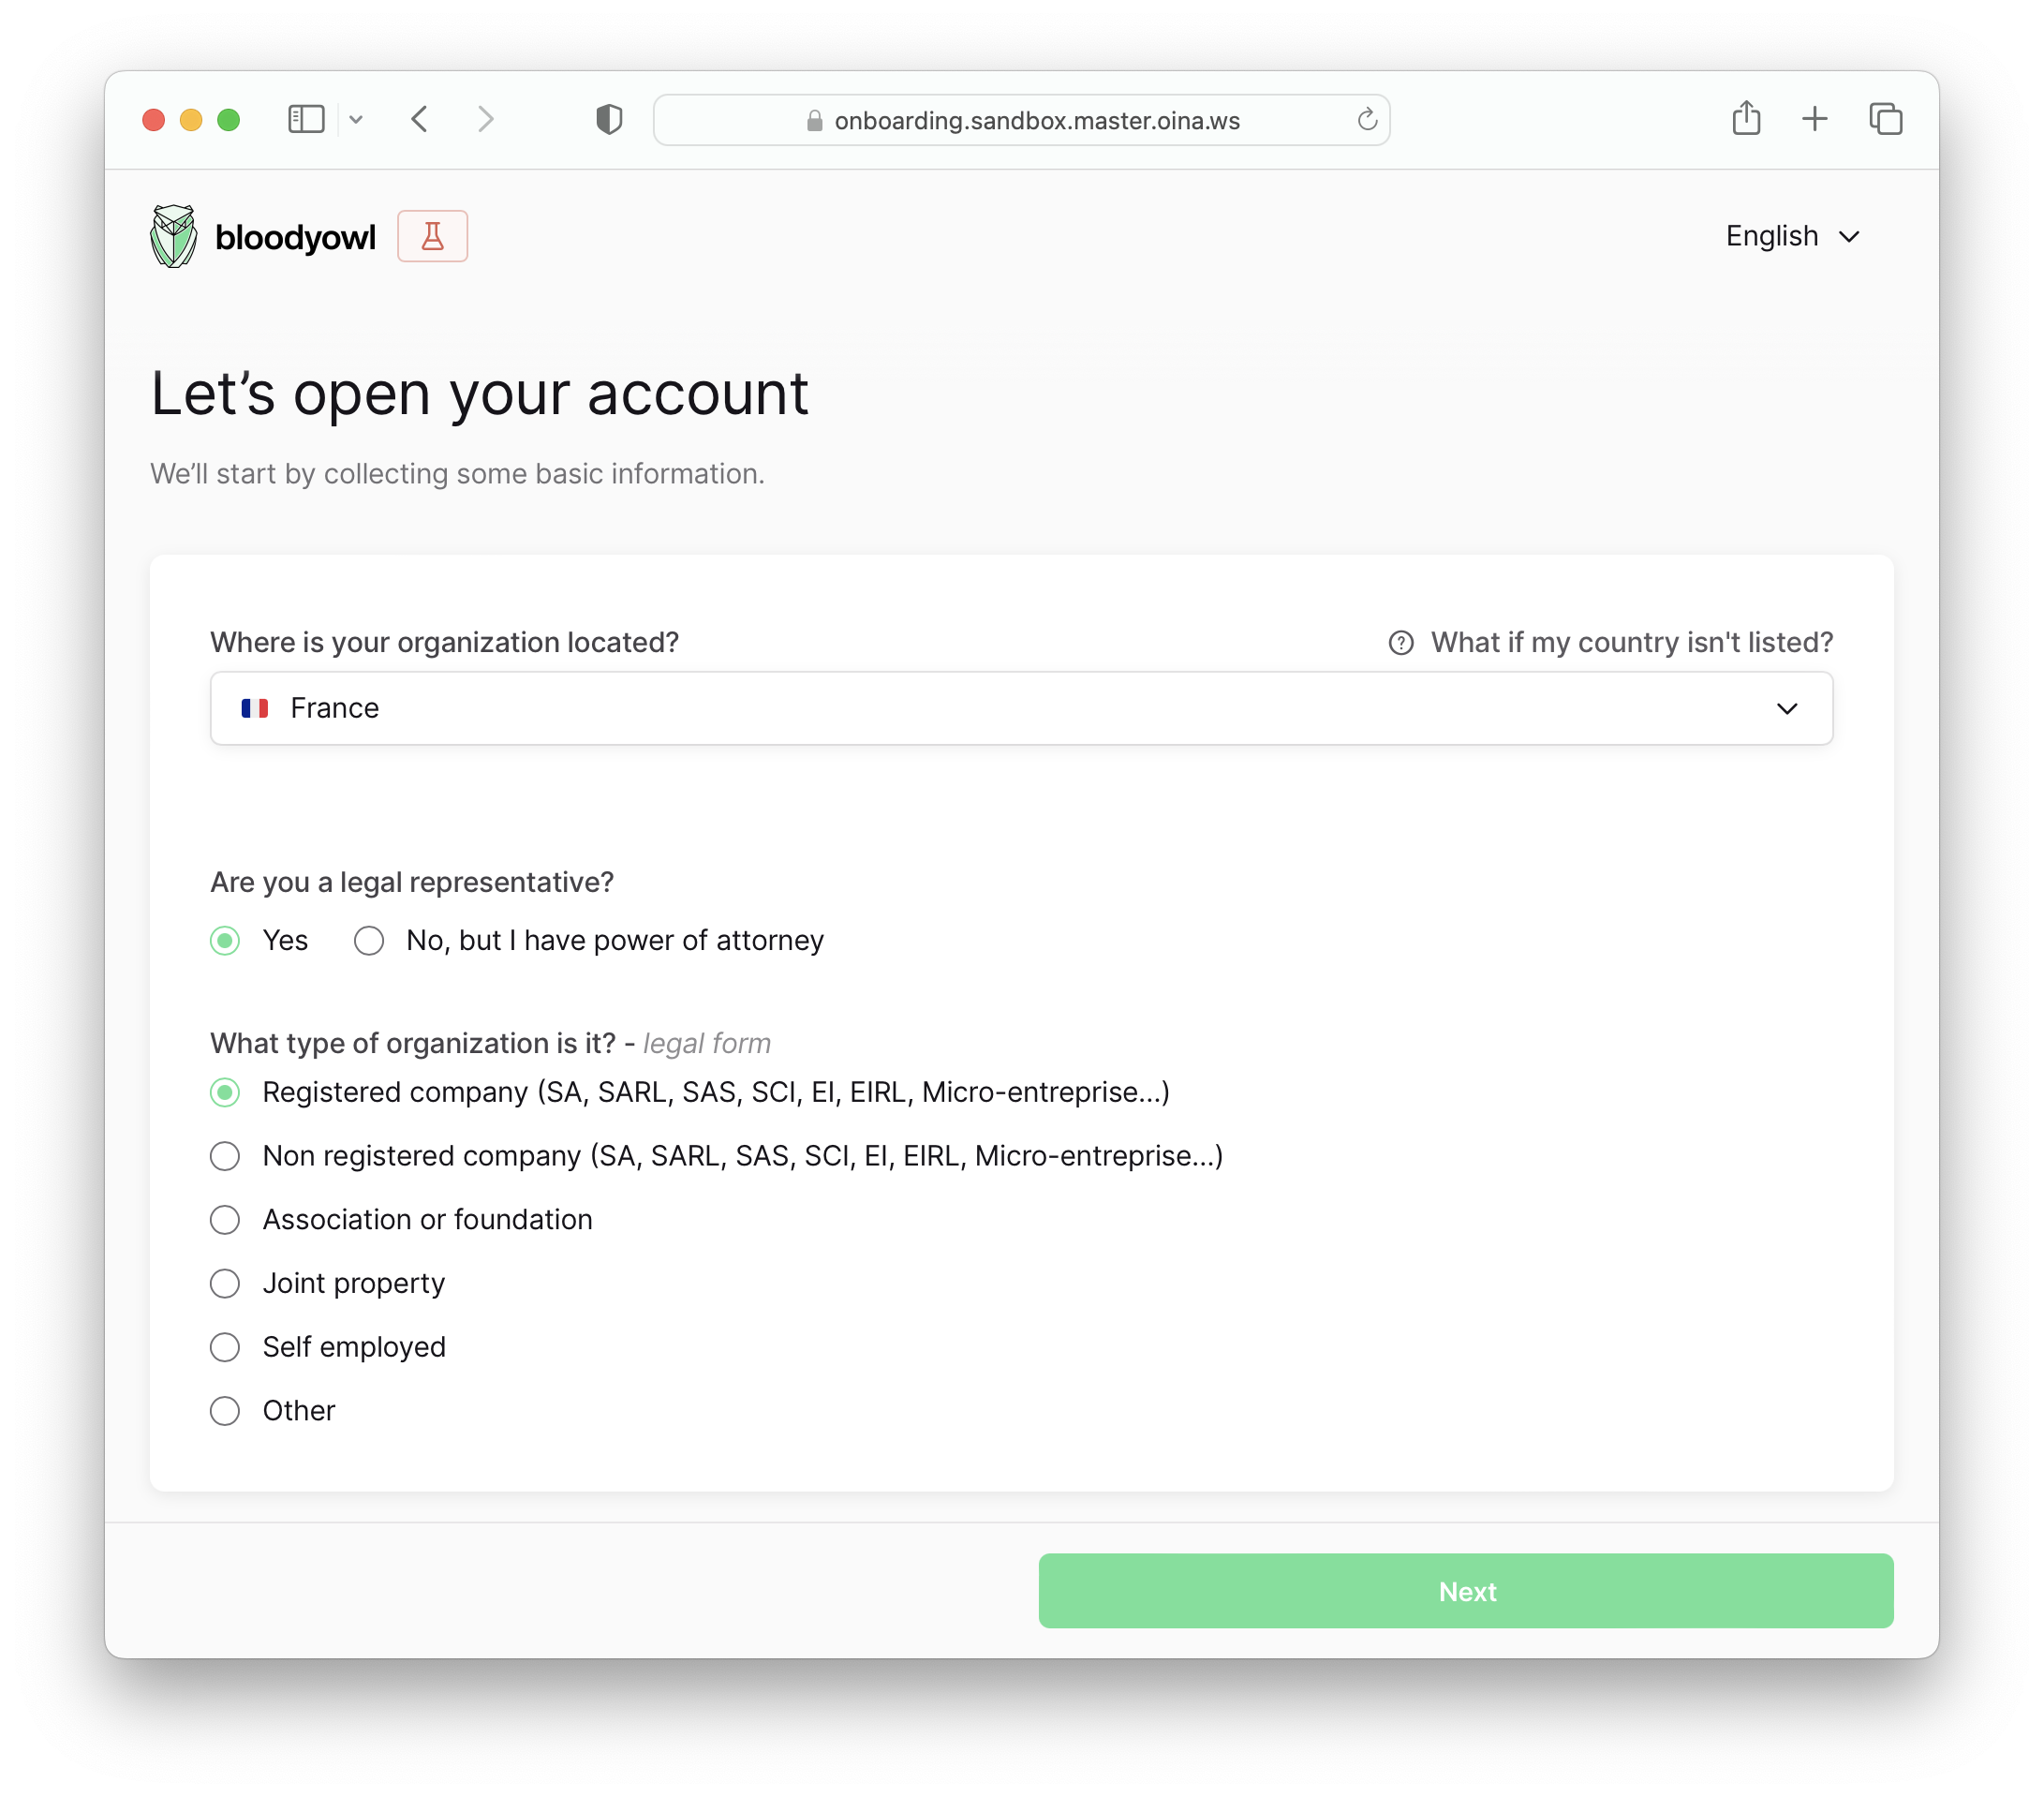 onboarding.sandbox.master.oina.ws
bloodyowl
English
Let’s open your account
We’ll start by collecting some basic information.
Where is your organization located?
What if my country isn't listed?
France
Are you a legal representative?
Yes
No, but I have power of attorney
What type of organization is it? - legal form
Registered company (SA, SARL, SAS, SCI, EI, EIRL, Micro-entreprise...)
Non registered company (SA, SARL, SAS, SCI, EI, EIRL, Micro-entreprise...)
Association or foundation
Joint property
Self employed
Other
Next